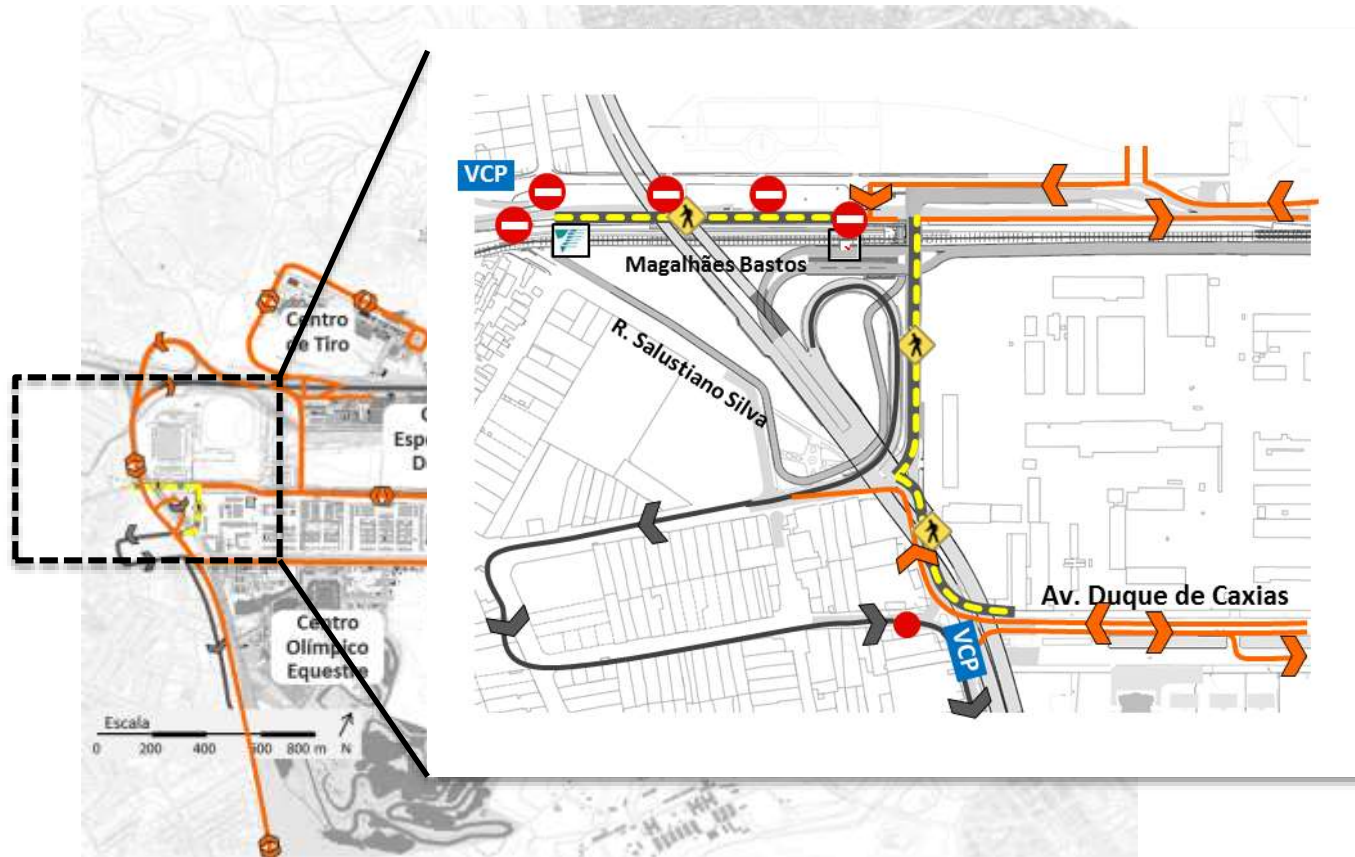 VCP
Magalhães Bastos
R. Salustiano Silva
Av. Duque de Caxias
VCP
Centro
de Tiro
Centro
Olímpico
Equestre
Escala
0 200 400 600 800 m N